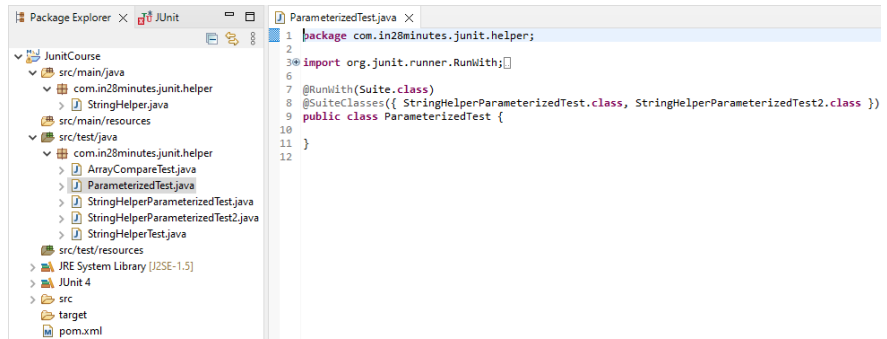 Package Explorer
JUnit
JunitCourse
src/main/java
com.in28minutes.junit.helper
StringHelper.java
src/main/resources
src/test/java
com.in28minutes.junit.helper
ArrayCompareTest.java
ParameterizedTest.java
StringHelperParameterizedTest.java
StringHelperParameterizedTest2.java
StringHelperTest.java
src/test/resources
JRE System Library [J2SE-1.5]
JUnit 4
src
target
pom.xml
ParameterizedTest.java
1 package com.in28minutes.junit.helper;
2
3 import org.junit.runner.RunWith;
6
7 @RunWith(Suite.class)
8 @SuiteClasses({ StringHelperParameterizedTest.class, StringHelperParameterizedTest2.class })
9 public class ParameterizedTest {
10
11 }
12